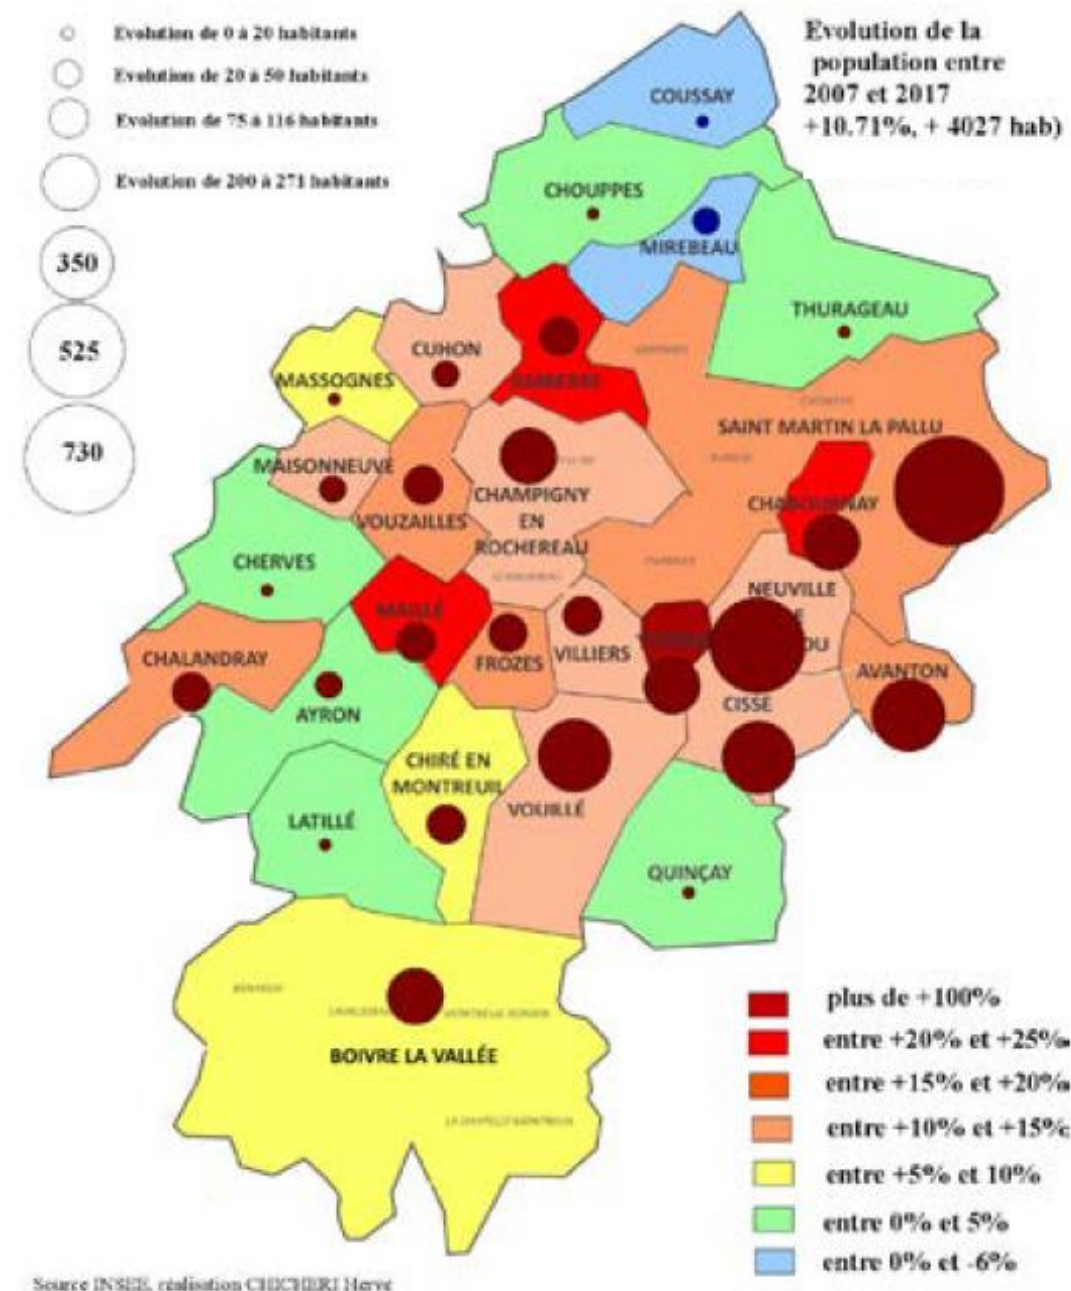 Evolution de 0 à 20 habitants
Evolution de 20 à 50 habitants
Evolution de 75 à 116 habitants
Evolution de 200 à 271 habitants
350
525
730
Evolution de la
population entre
2007 et 2017
+10.71%, + 4027 hab)
COUSSAY
CHOUPPES
MIREBEAU
THURAGEAU
CUHON
MASSOGNES
SAINT MARTIN LA PALLU
MAISONNEUVE
VOUZAILLES
CHAMPIGNY
EN
ROCHEREAU
CHABOURNAY
CHERVES
NEUVILLE
MAILLÉ
FROZES
VILLIERS
CHALANDRAY
AVANTON
AYRON
CISSÉ
CHIRÉ EN
MONTREUIL
VOUILLÉ
LATILLÉ
QUINÇAY
BOIVRE LA VALLÉE
plus de +100%
entre +20% et +25%
entre +15% et +20%
entre +10% et +15%
entre +5% et 10%
entre 0% et 5%
entre 0% et -6%
Source INSEE, réalisation CHICHERI Herve